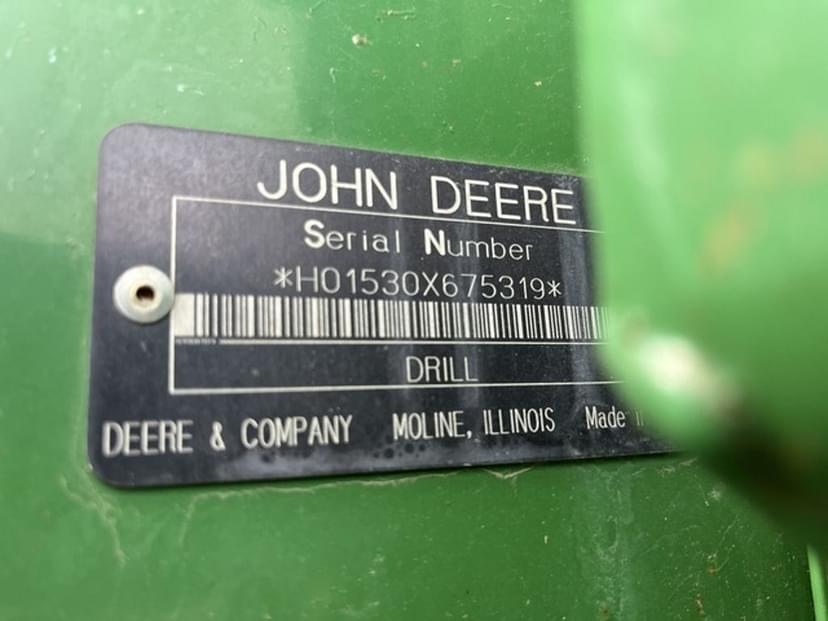 JOHN DEERE
Serial Number
*H01530X675319*
DRILL
DEERE & COMPANY MOLINE, ILLINOIS Made